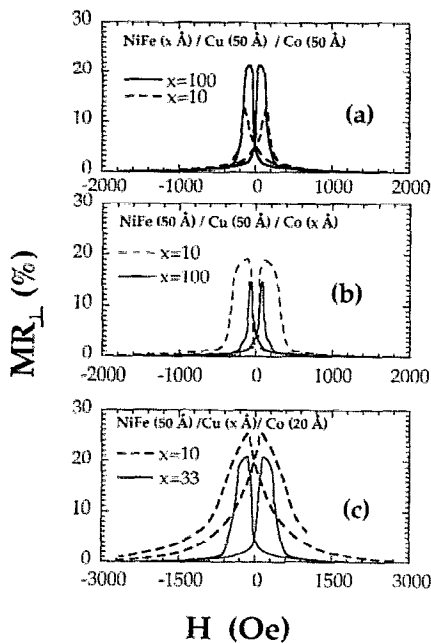 NiFe (x Å) / Cu (50 Å) / Co (50 Å)
x=100
x=10
(a)
30
20
10
0
-2000 -1000 0 1000 2000
NiFe (50 Å) / Cu (50 Å) / Co (x Å)
x=10
x=100
(b)
30
20
10
0
-2000 -1000 0 1000 2000
NiFe (50 Å) /Cu (x Å)/ Co (20 Å)
x=10
x=33
(c)
30
20
10
0
-3000 -1500 0 1500 3000
MR⊥ (%)
H (Oe)